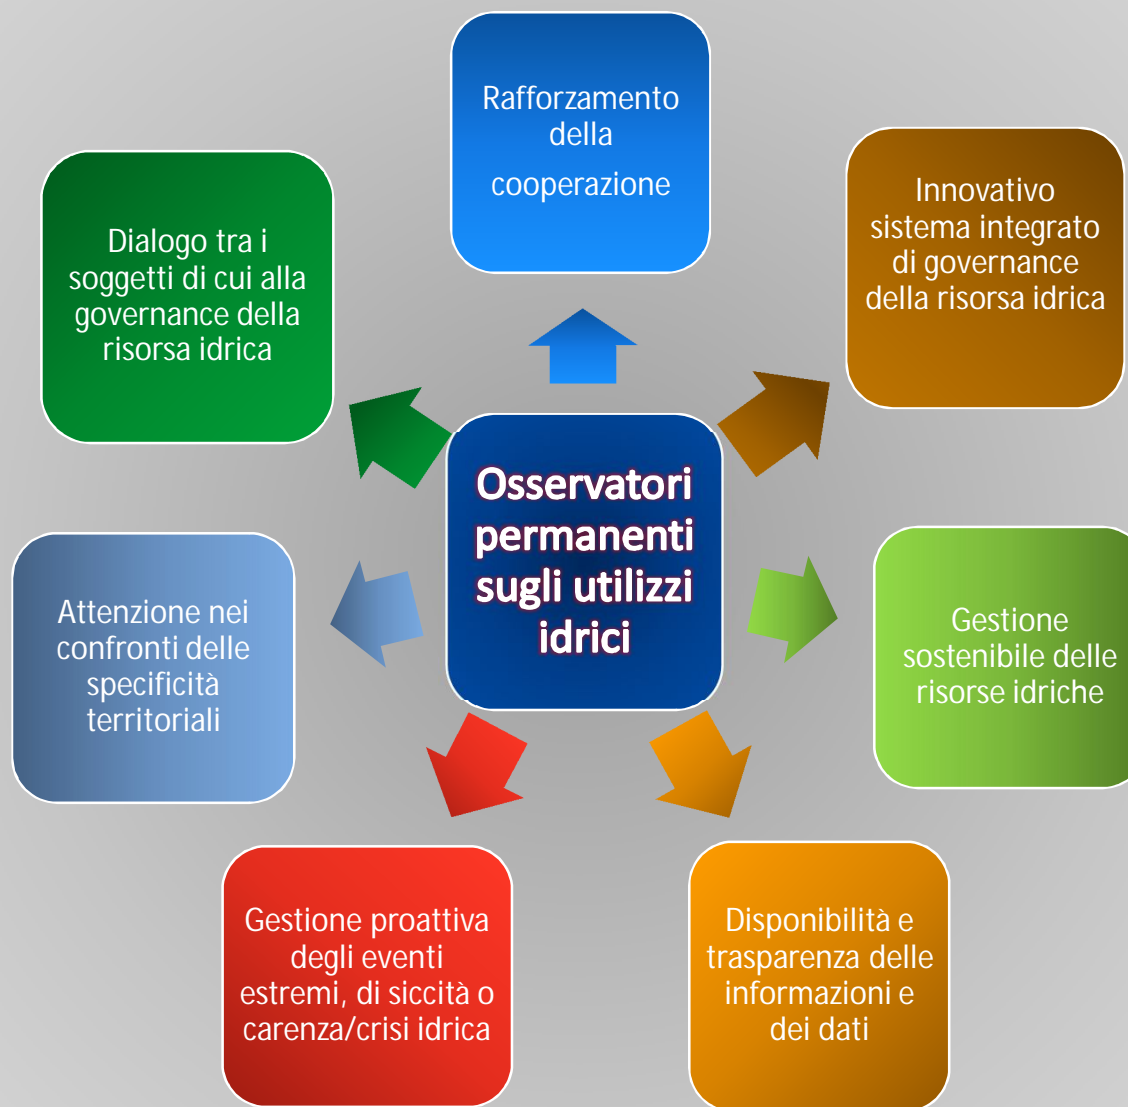 Rafforzamento
della
cooperazione
Innovativo
sistema integrato
di governance
della risorsa idrica
Dialogo tra i
soggetti di cui alla
governance della
risorsa idrica
Osservatori
permanenti
sugli utilizzi
idrici
Attenzione nei
confronti delle
specificità
territoriali
Gestione
sostenibile delle
risorse idriche
Gestione proattiva
degli eventi
estremi, di siccità o
carenza/crisi idrica
Disponibilità e
trasparenza delle
informazioni e
dei dati